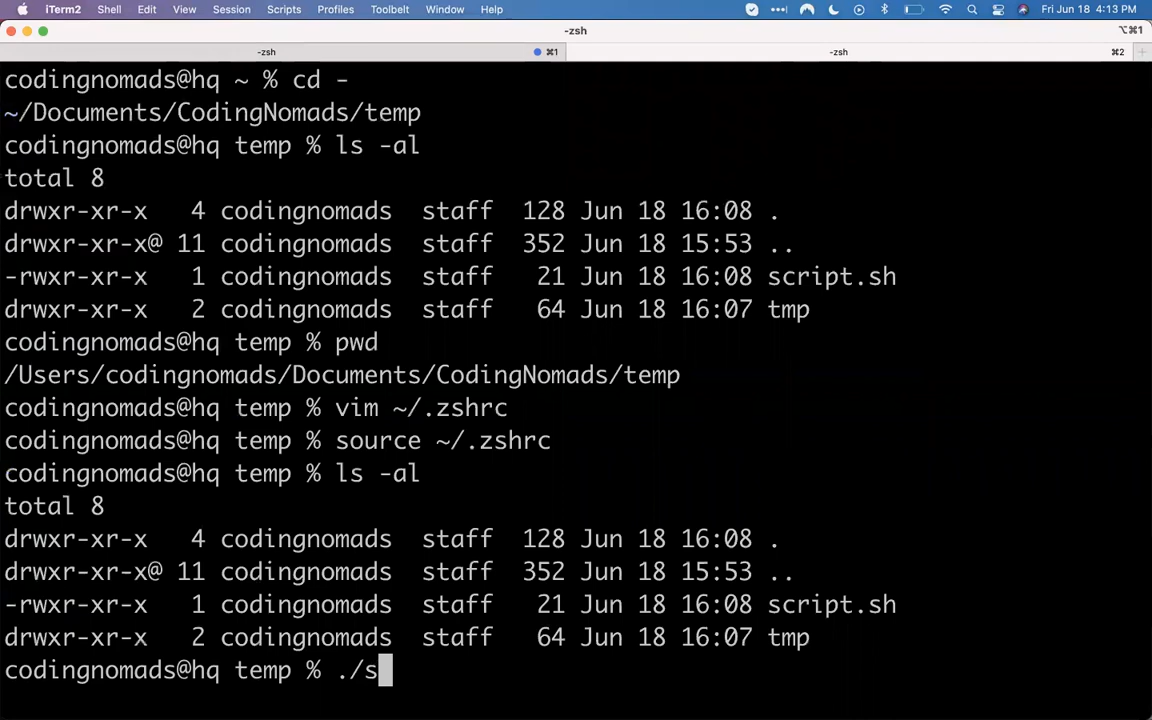 iTerm2 Shell Edit View Session Scripts Profiles Toolbelt Window Help Fri Jun 18 4:13 PM
-zsh ⌥⌘1
-zsh ⌘1 -zsh ⌘2
codingnomads@hq ~ % cd -
~/Documents/CodingNomads/temp
codingnomads@hq temp % ls -al
total 8
drwxr-xr-x 4 codingnomads staff 128 Jun 18 16:08 .
drwxr-xr-x@ 11 codingnomads staff 352 Jun 18 15:53 ..
-rwxr-xr-x 1 codingnomads staff 21 Jun 18 16:08 script.sh
drwxr-xr-x 2 codingnomads staff 64 Jun 18 16:07 tmp
codingnomads@hq temp % pwd
/Users/codingnomads/Documents/CodingNomads/temp
codingnomads@hq temp % vim ~/.zshrc
codingnomads@hq temp % source ~/.zshrc
codingnomads@hq temp % ls -al
total 8
drwxr-xr-x 4 codingnomads staff 128 Jun 18 16:08 .
drwxr-xr-x@ 11 codingnomads staff 352 Jun 18 15:53 ..
-rwxr-xr-x 1 codingnomads staff 21 Jun 18 16:08 script.sh
drwxr-xr-x 2 codingnomads staff 64 Jun 18 16:07 tmp
codingnomads@hq temp % ./s